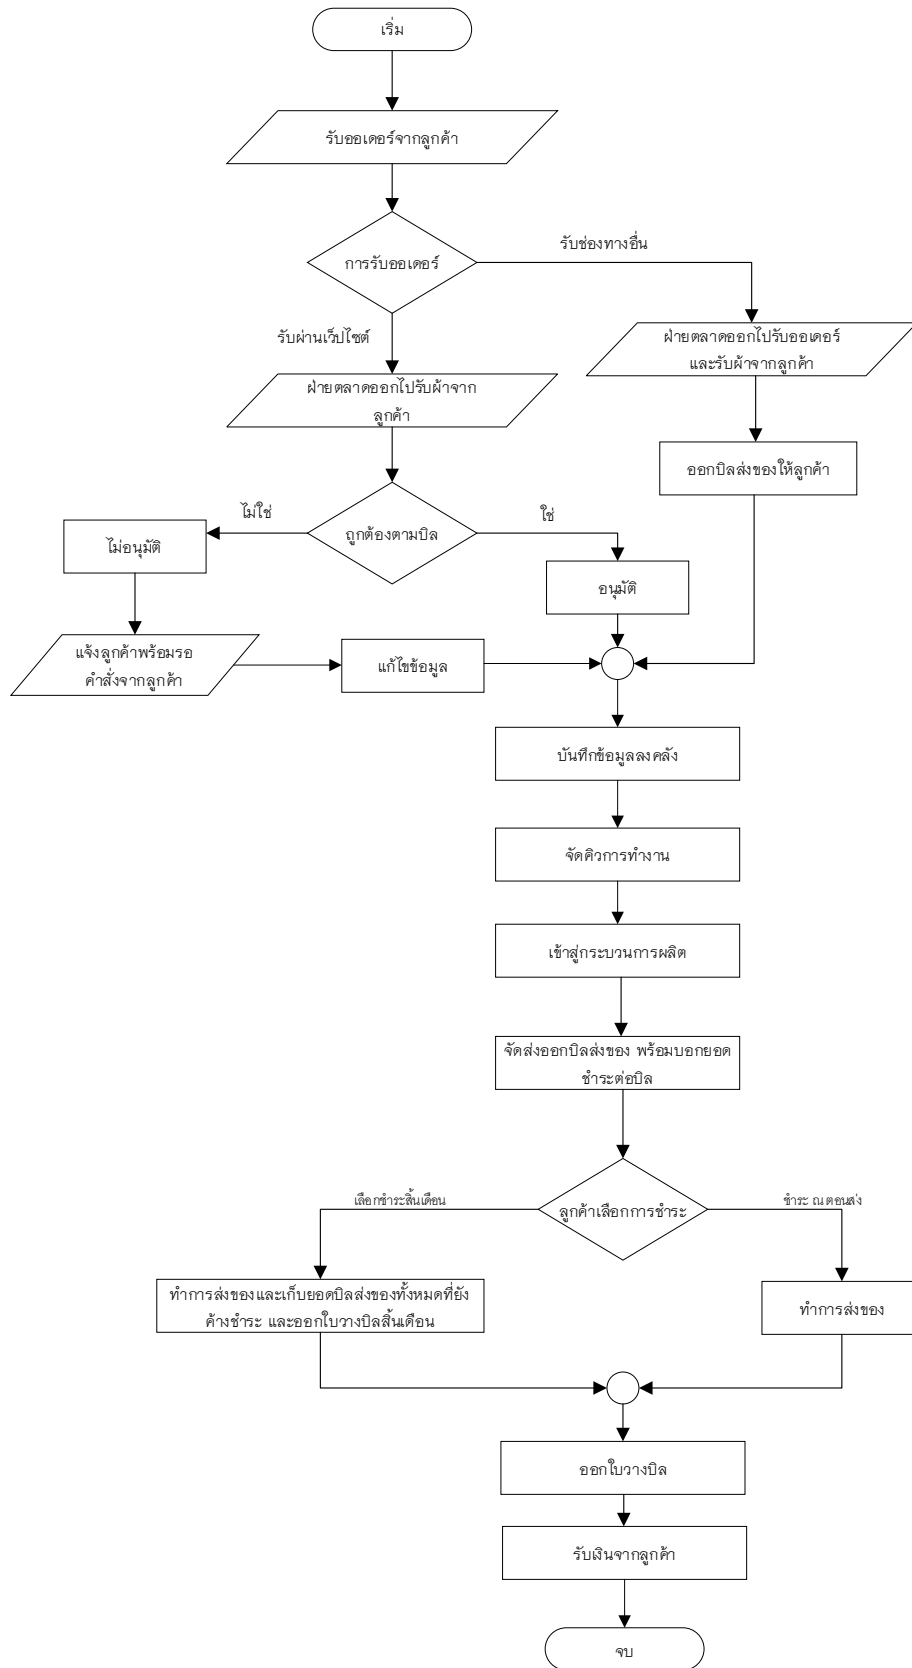 เริ่ม
รับออเดอร์จากลูกค้า
การรับออเดอร์
รับช่องทางอื่น
รับผ่านเว็ปไซต์
ฝ่ายตลาดออกไปรับออเดอร์
และรับผ้าจากลูกค้า
ฝ่ายตลาดออกไปรับผ้าจาก
ลูกค้า
ออกบิลส่งของให้ลูกค้า
ไม่ใช่
ถูกต้องตามบิล
ใช่
ไม่อนุมัติ
อนุมัติ
แจ้งลูกค้าพร้อมรอ
คำสั่งจากลูกค้า
แก้ไขข้อมูล
บันทึกข้อมูลลงคลัง
จัดคิวการทำงาน
เข้าสู่กระบวนการผลิต
จัดส่งออกบิลส่งของ พร้อมบอกยอด
ชำระต่อบิล
เลือกชำระสิ้นเดือน
ลูกค้าเลือกการชำระ
ชำระ ณ ตอนส่ง
ทำการส่งของและเก็บยอดบิลส่งของทั้งหมดที่ยัง
ค้างชำระ และออกใบวางบิลสิ้นเดือน
ทำการส่งของ
ออกใบวางบิล
รับเงินจากลูกค้า
จบ